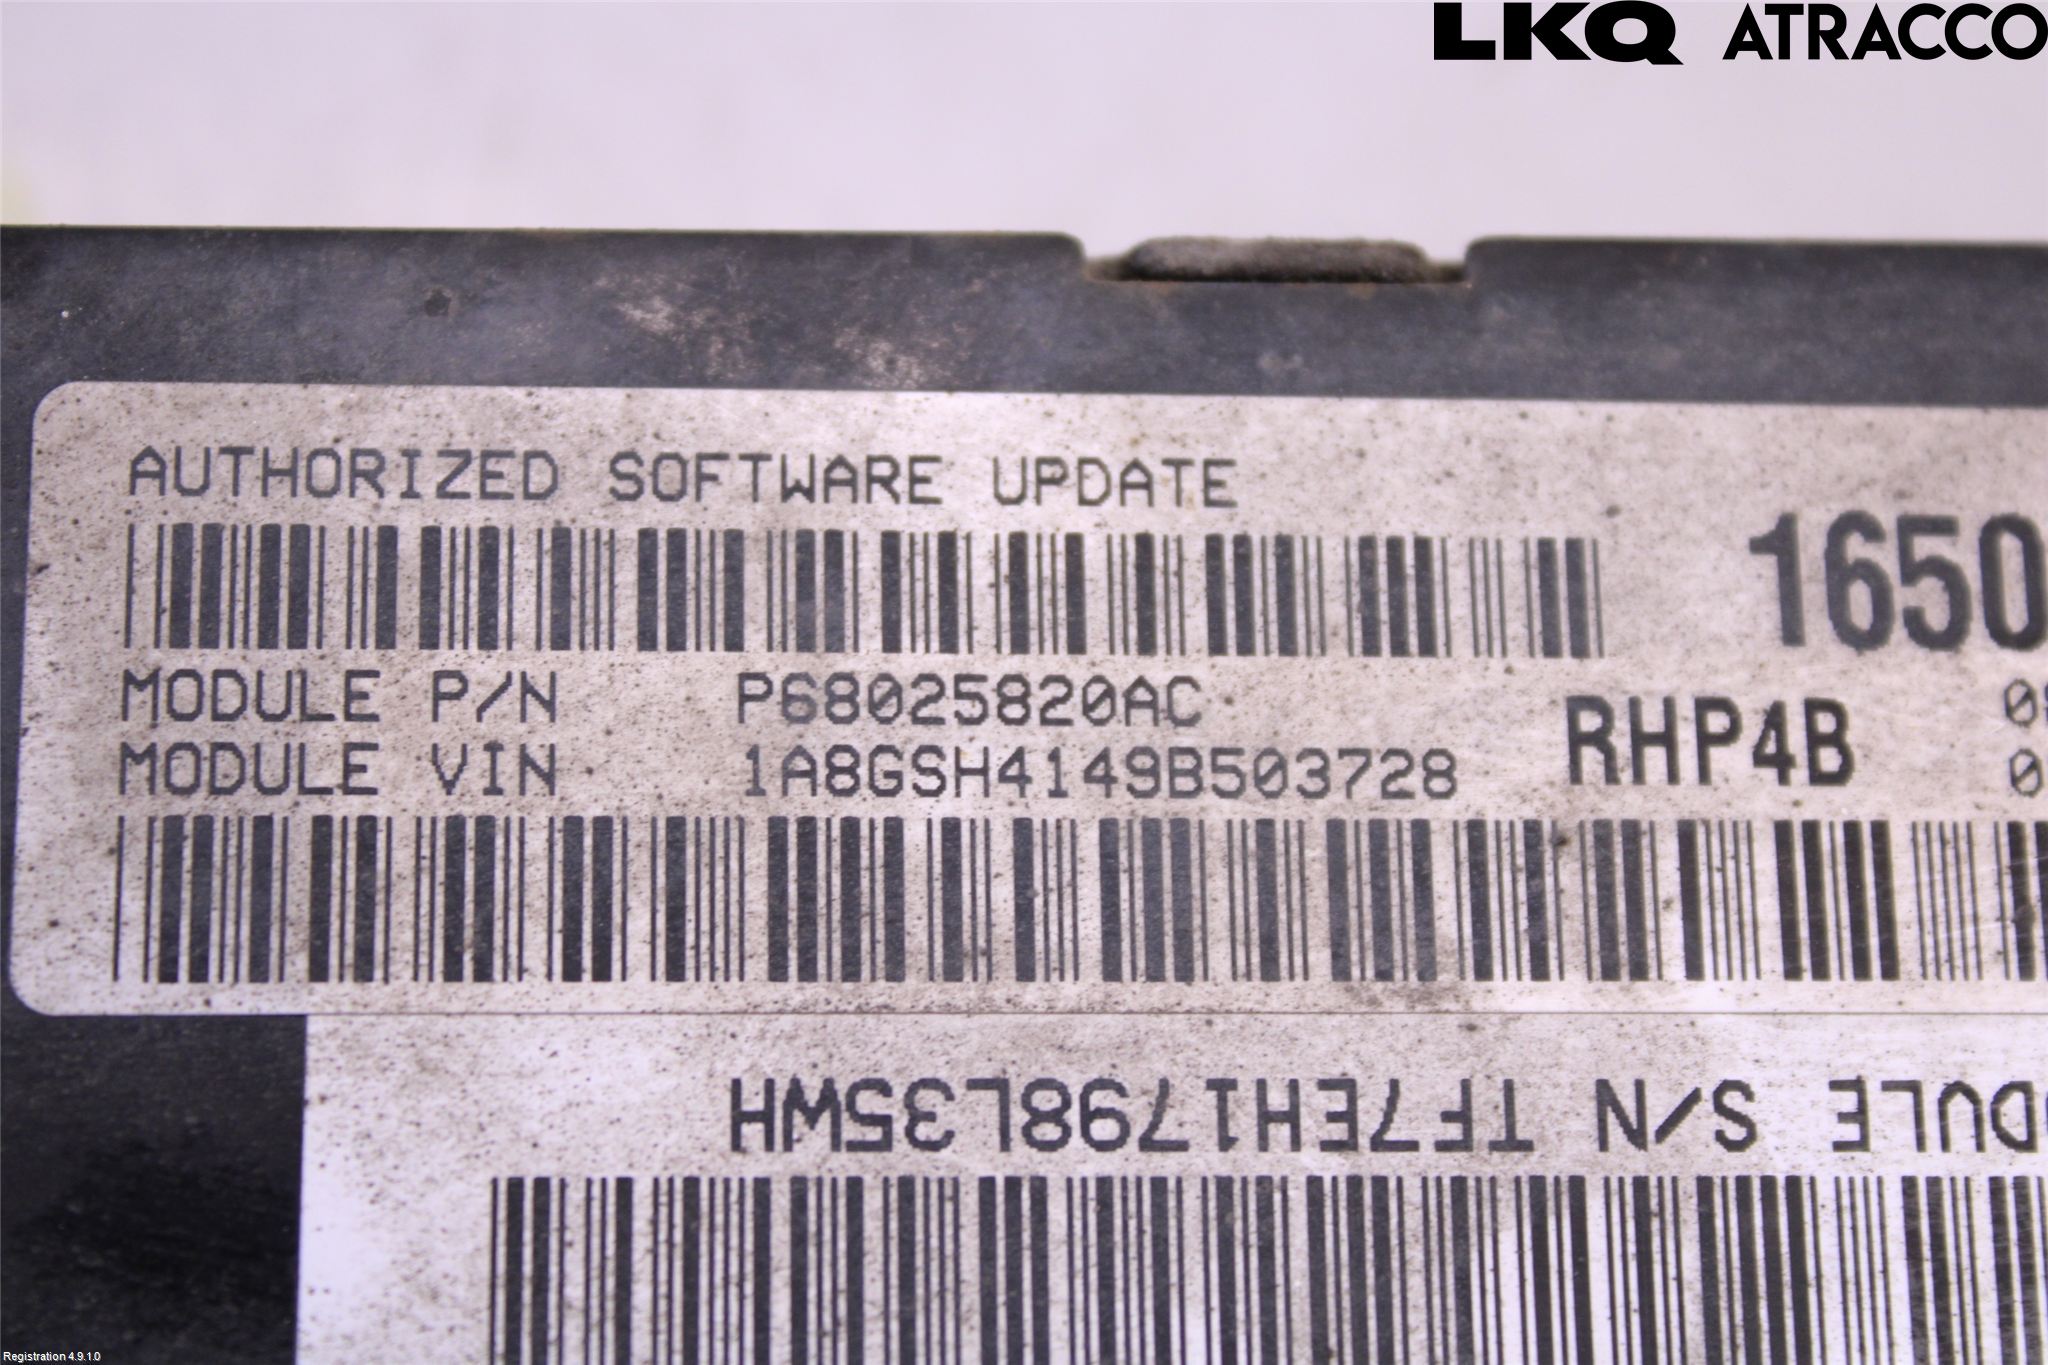 LKQ ATRACCO
AUTHORIZED SOFTWARE UPDATE
1650
MODULE P/N P68025820AC
RHP4B
MODULE VIN 1A8GSH4149B503728
DULE S/N TF7EH1798L35WH
Registration 4.9.1.0